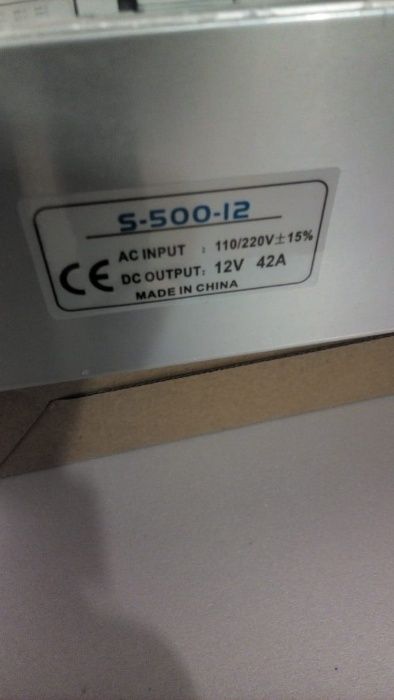 S-500-12
AC INPUT : 110/220V±15%
CE DC OUTPUT: 12V 42A
MADE IN CHINA